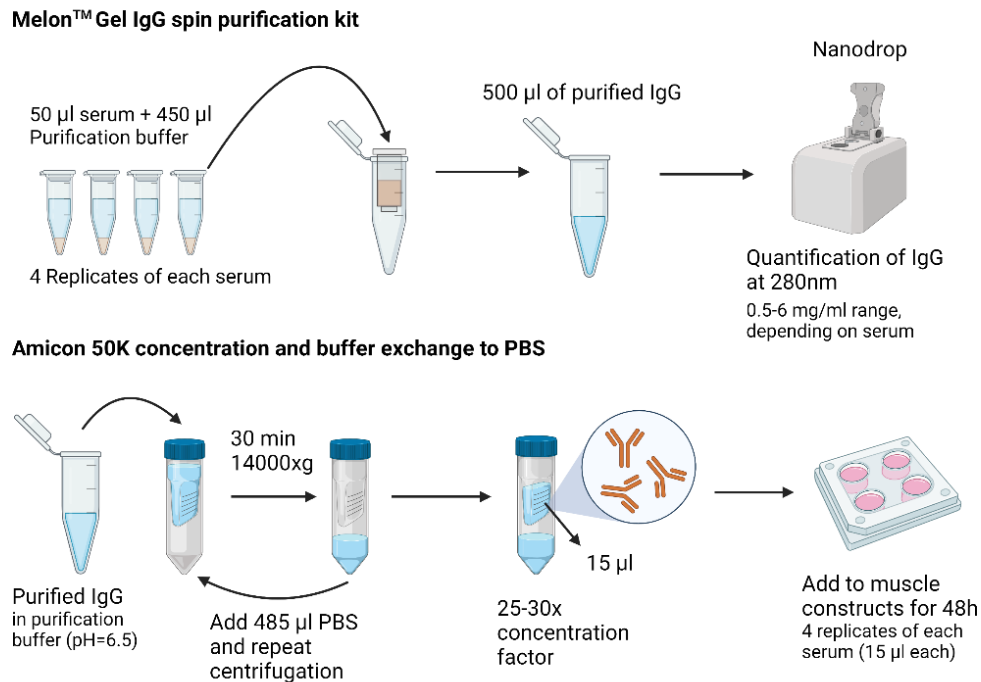 Melon™ Gel IgG spin purification kit
50 µl serum + 450 µl
Purification buffer
4 Replicates of each serum
500 µl of purified IgG
Nanodrop
Quantification of IgG
at 280nm
0.5-6 mg/ml range,
depending on serum
Amicon 50K concentration and buffer exchange to PBS
Purified IgG
in purification
buffer (pH=6.5)
30 min
14000xg
Add 485 µl PBS
and repeat
centrifugation
15 µl
25-30x
concentration
factor
Add to muscle
constructs for 48h
4 replicates of each
serum (15 µl each)